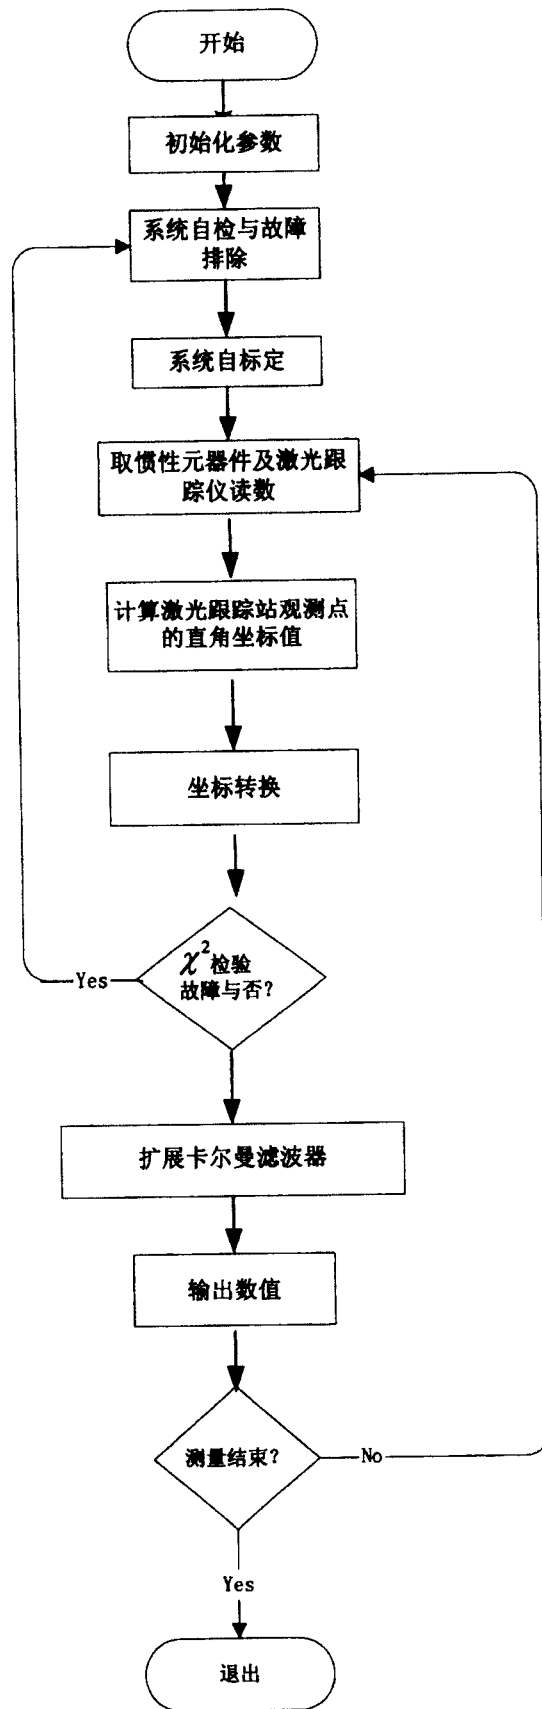 开始
初始化参数
系统自检与故障
排除
系统自标定
取惯性元器件及激光跟
踪仪读数
计算激光跟踪站观测点
的直角坐标值
坐标转换
χ²检验
故障与否?
Yes
扩展卡尔曼滤波器
输出数值
测量结束?
No
Yes
退出